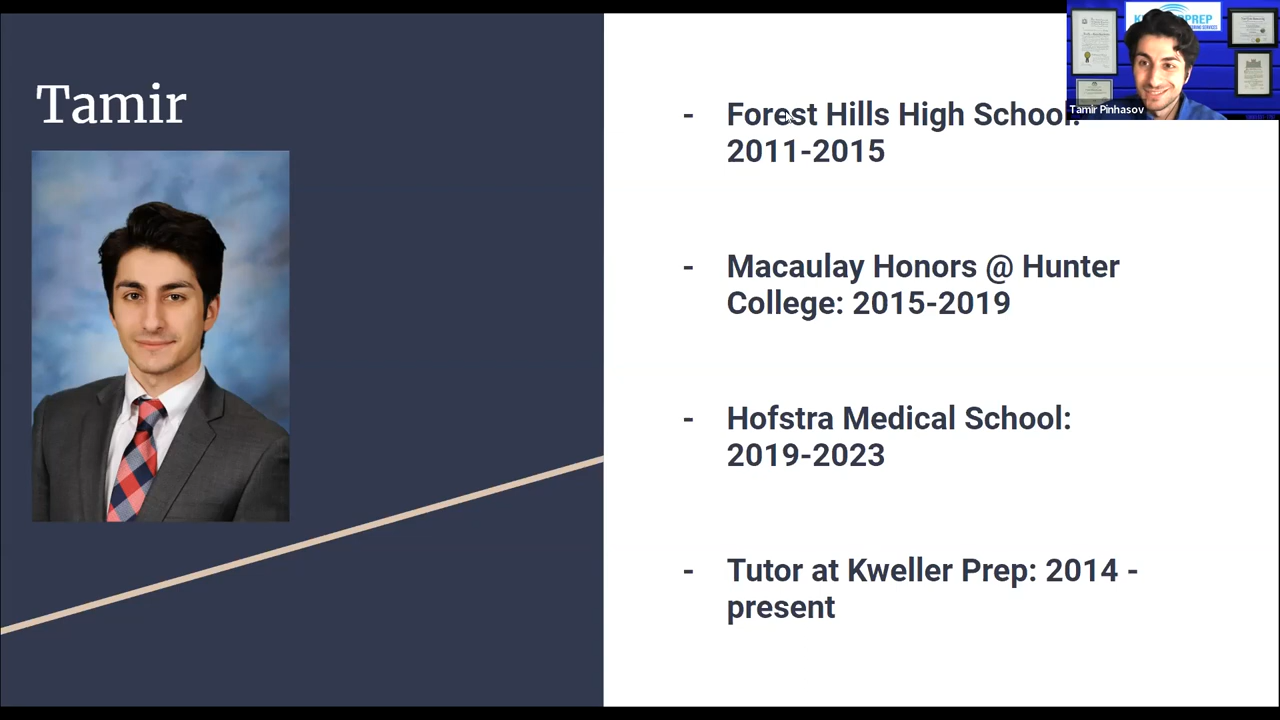 Tamir
- Forest Hills High School:
2011-2015
- Macaulay Honors @ Hunter
College: 2015-2019
- Hofstra Medical School:
2019-2023
- Tutor at Kweller Prep: 2014 -
present
Tamir Pinhasov